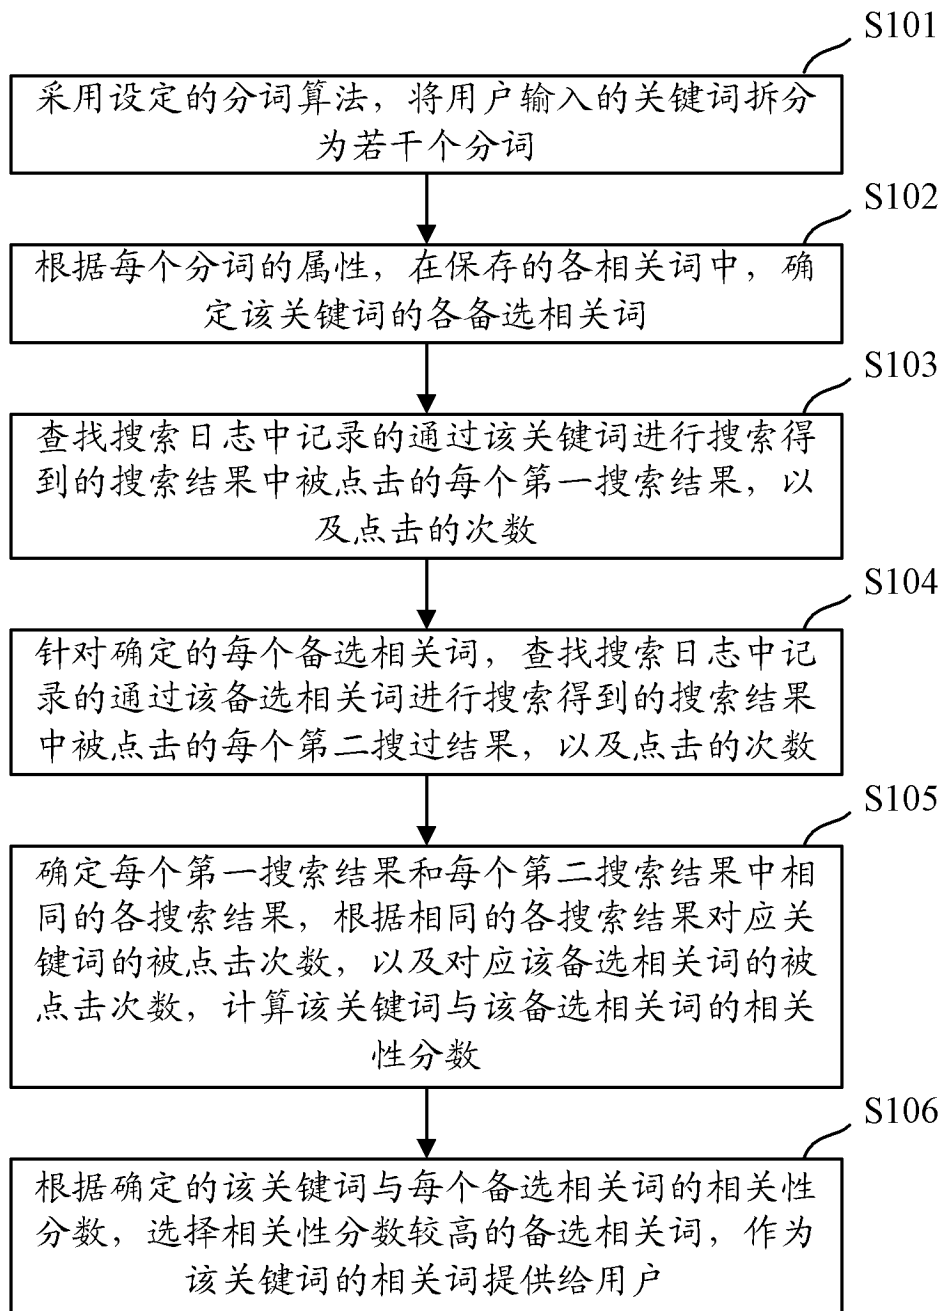 S101
采用设定的分词算法，将用户输入的关键词拆分
为若干个分词
S102
根据每个分词的属性，在保存的各相关词中，确
定该关键词的各备选相关词
S103
查找搜索日志中记录的通过该关键词进行搜索得
到的搜索结果中被点击的每个第一搜索结果，以
及点击的次数
S104
针对确定的每个备选相关词，查找搜索日志中记
录的通过该备选相关词进行搜索得到的搜索结果
中被点击的每个第二搜过结果，以及点击的次数
S105
确定每个第一搜索结果和每个第二搜索结果中相
同的各搜索结果，根据相同的各搜索结果对应关
键词的被点击次数，以及对应该备选相关词的被
点击次数，计算该关键词与该备选相关词的相关
性分数
S106
根据确定的该关键词与每个备选相关词的相关性
分数，选择相关性分数较高的备选相关词，作为
该关键词的相关词提供给用户